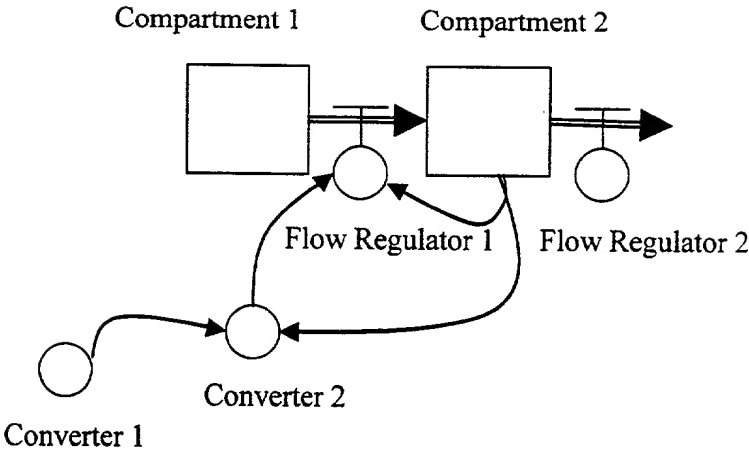 Compartment 1
Compartment 2
Flow Regulator 1
Flow Regulator 2
Converter 2
Converter 1